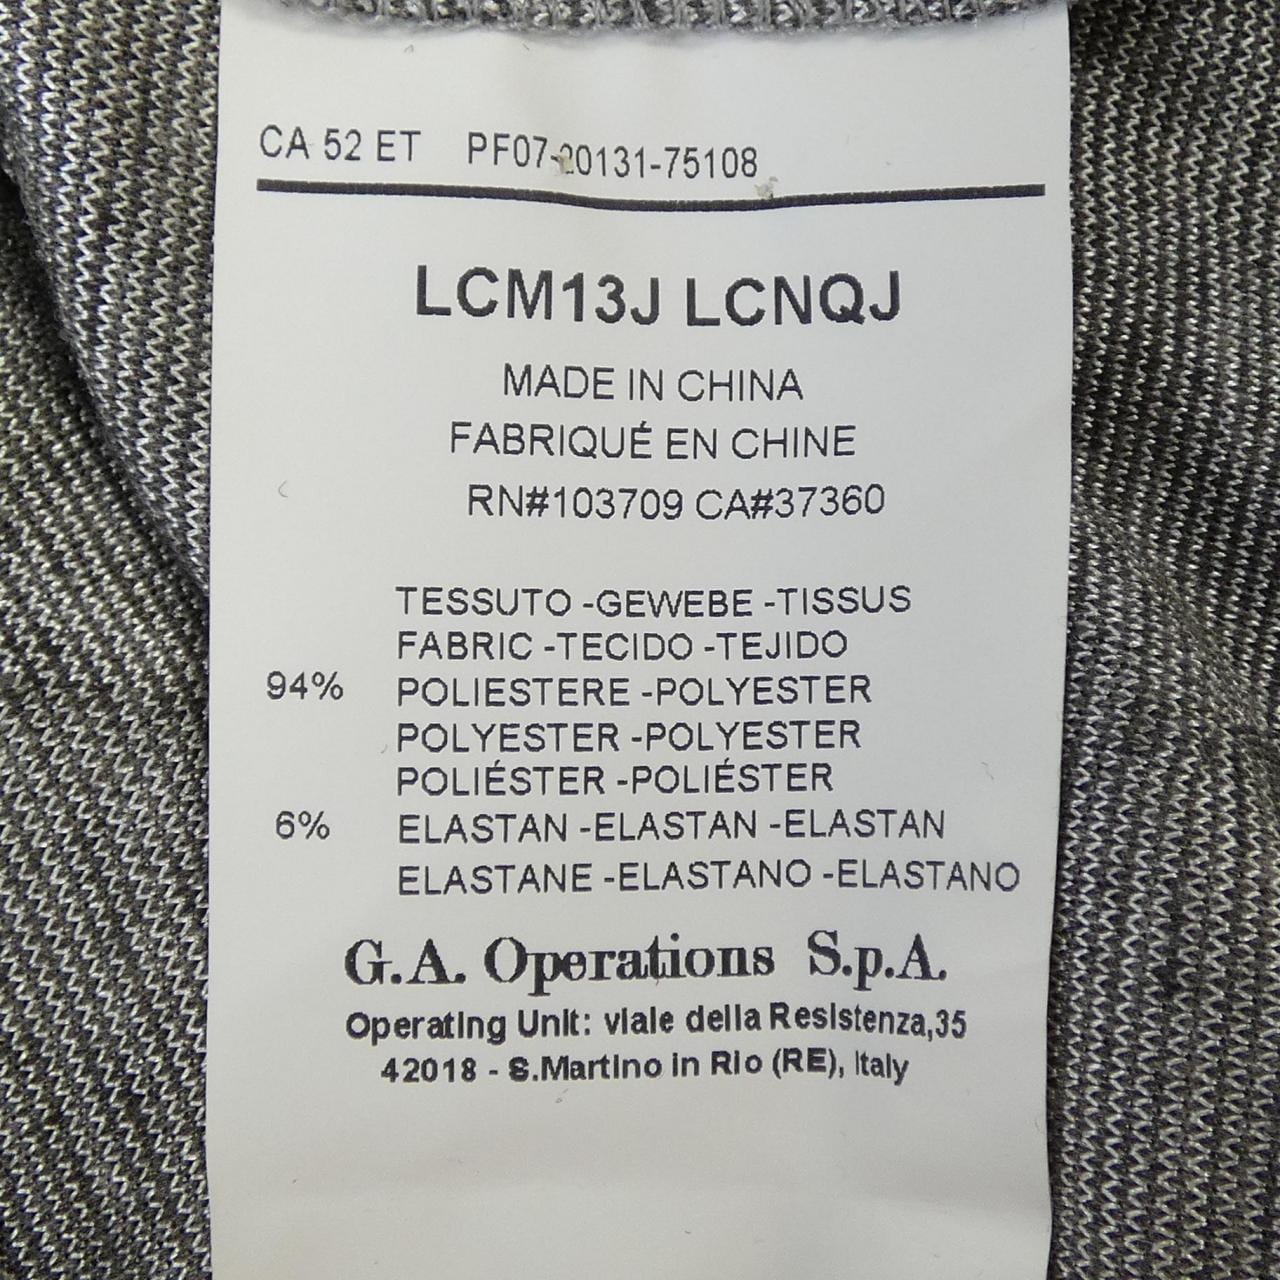 CA 52 ET PF07-20131-75108
LCM13J LCNQJ
MADE IN CHINA
FABRIQUÉ EN CHINE
RN#103709 CA#37360
TESSUTO -GEWEBE -TISSUS
FABRIC -TECIDO -TEJIDO
94% POLIESTERE -POLYESTER
POLYESTER -POLYESTER
POLIÉSTER -POLIÉSTER
6% ELASTAN -ELASTAN -ELASTAN
ELASTANE -ELASTANO -ELASTANO
G.A. Operations S.p.A.
Operating Unit: viale della Resistenza,35
42018 - S.Martino in Rio (RE), Italy